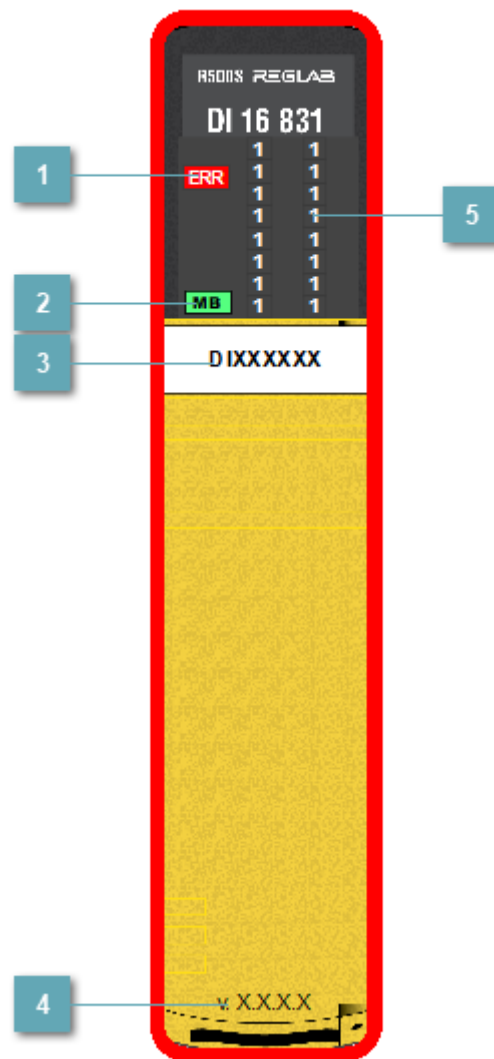 R500S REGLAB
DI 16 831
1 1
1 ERR 1 1
1 1
1 1 5
1 1
1 1
1 1
2 MB 1 1
3 DIXXXXXX
4 v. X.X.X.X